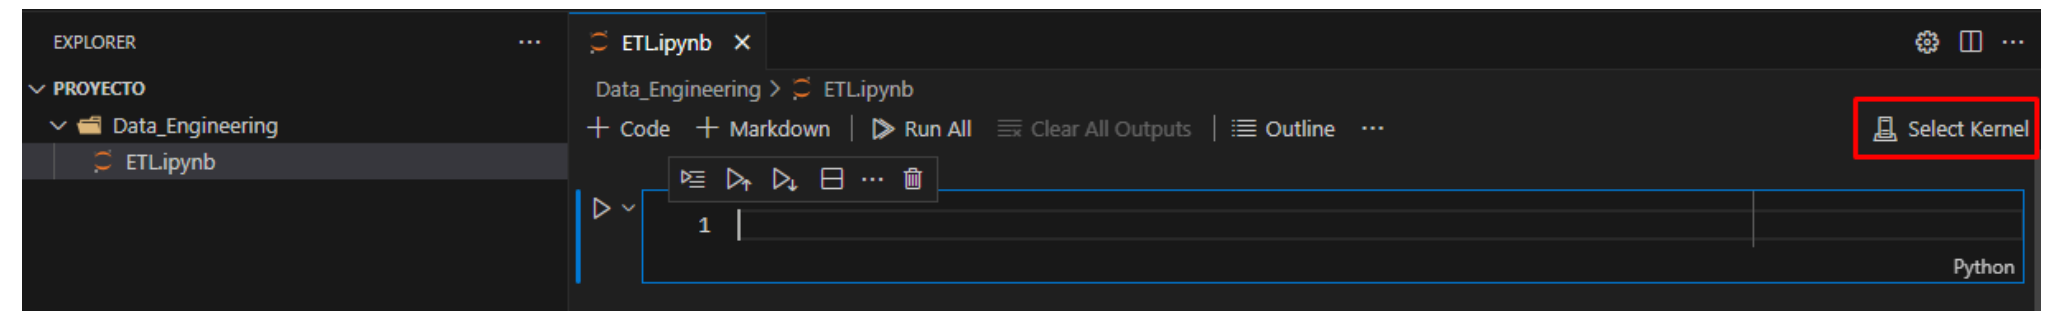 EXPLORER ...
PROYECTO
Data_Engineering
ETL.ipynb
ETL.ipynb
Data_Engineering > ETL.ipynb
+ Code + Markdown | Run All Clear All Outputs | Outline ...
Select Kernel
1
Python